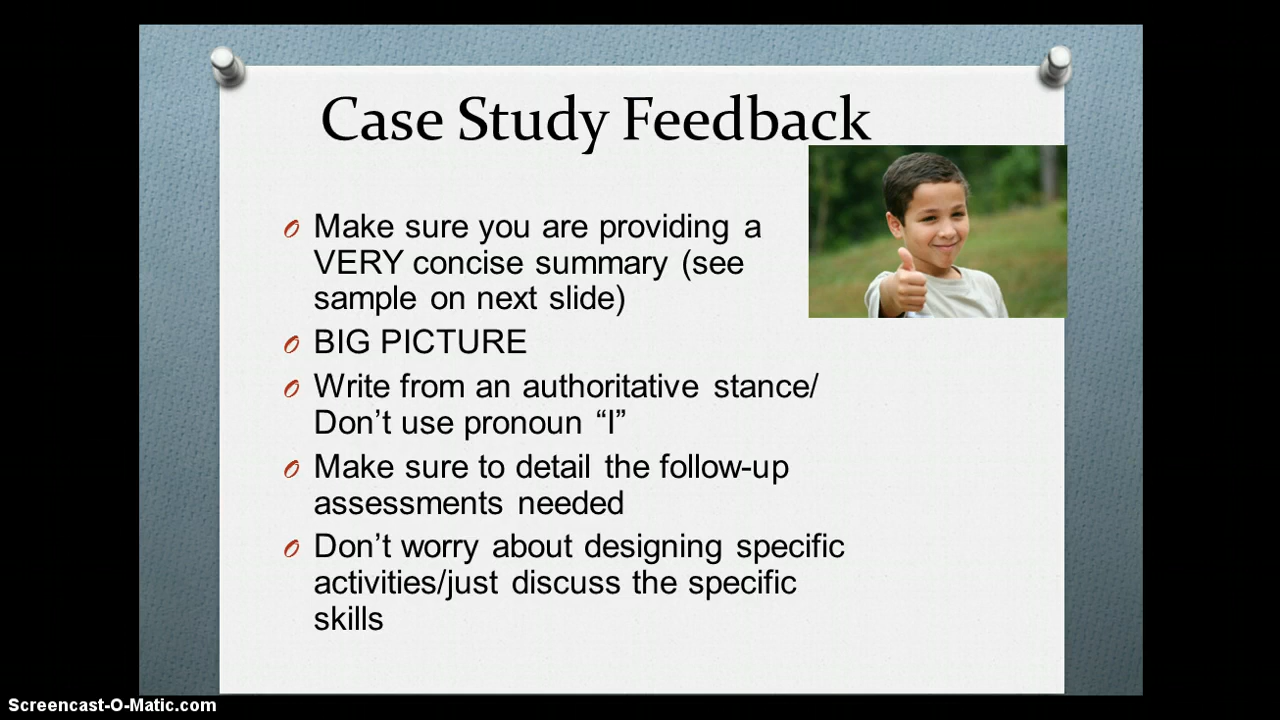 Case Study Feedback
Make sure you are providing a
VERY concise summary (see
sample on next slide)
BIG PICTURE
Write from an authoritative stance/
Don’t use pronoun “I”
Make sure to detail the follow-up
assessments needed
Don’t worry about designing specific
activities/just discuss the specific
skills
Screencast-O-Matic.com